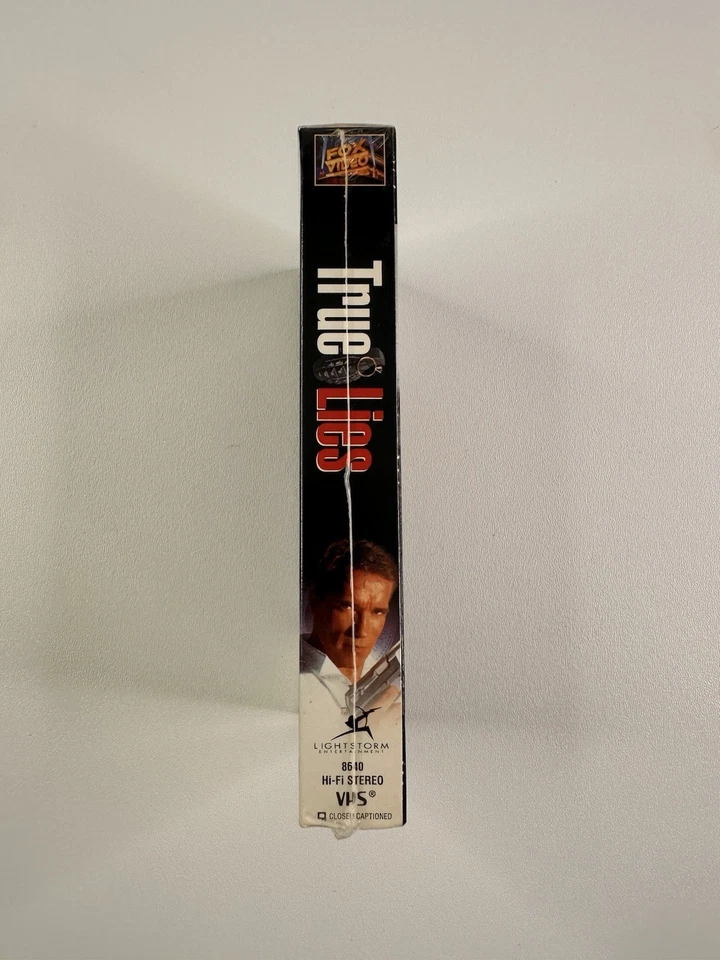 FOX
VIDEO
True Lies
LIGHTSTORM
ENTERTAINMENT
8640
Hi-Fi STEREO
VHS®
CLOSED CAPTIONED